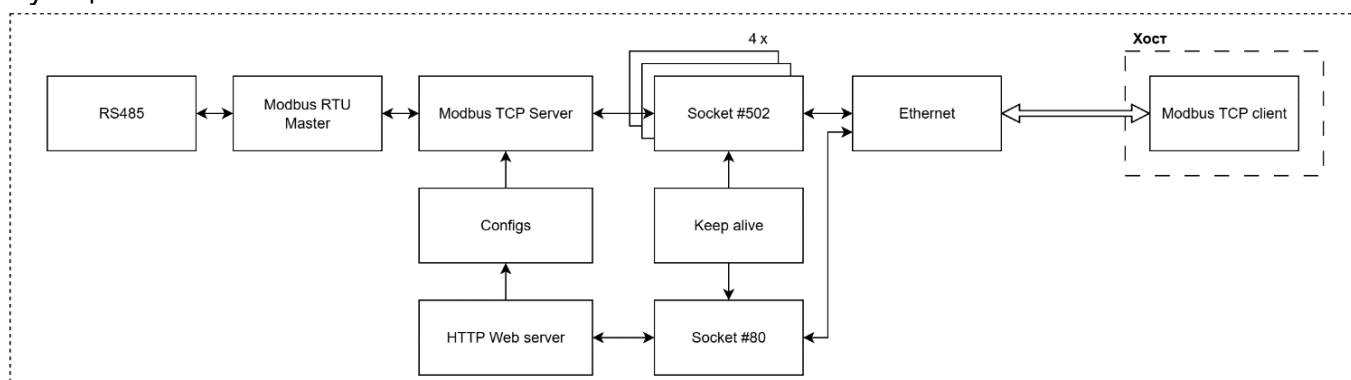 4 x
Хост
RS485
Modbus RTU
Master
Modbus TCP Server
Socket #502
Ethernet
Modbus TCP client
Configs
Keep alive
HTTP Web server
Socket #80